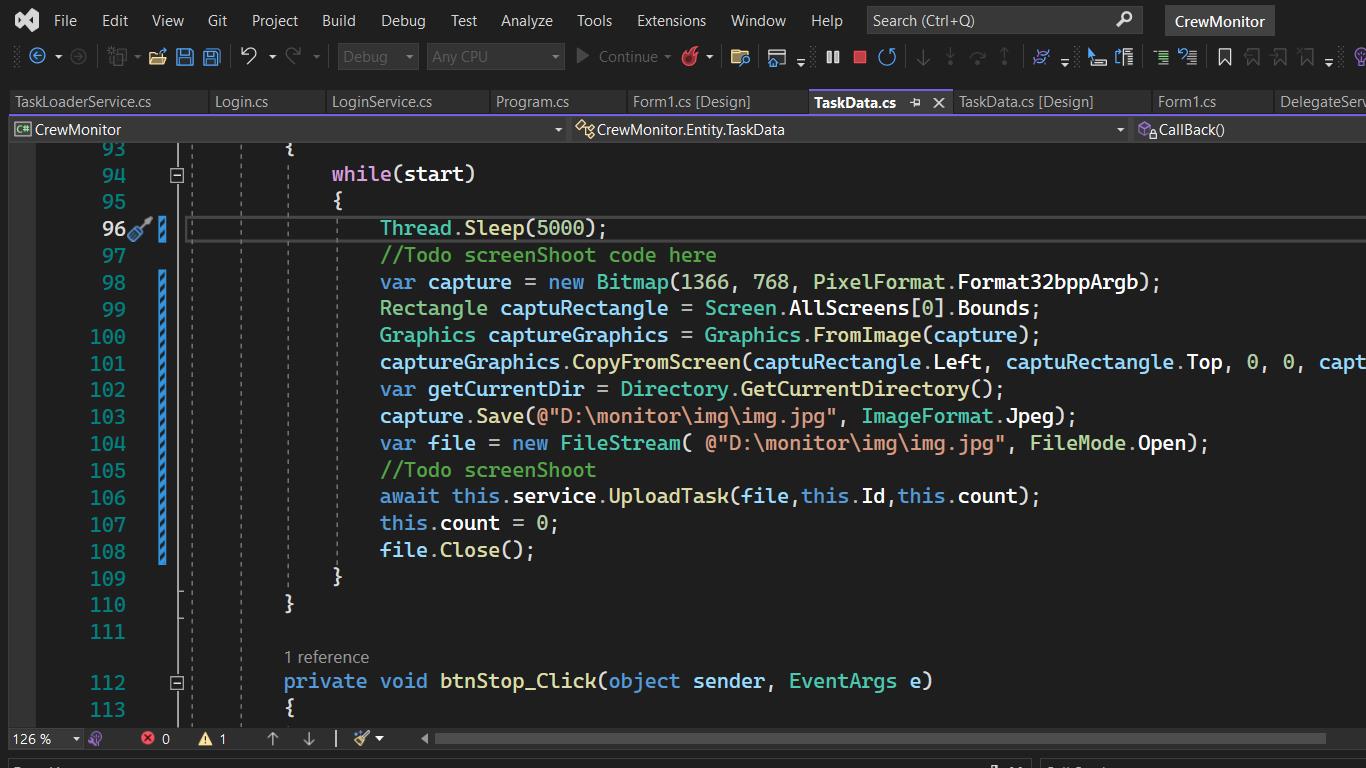 File Edit View Git Project Build Debug Test Analyze Tools Extensions Window Help Search (Ctrl+Q) CrewMonitor
Debug Any CPU Continue
TaskLoaderService.cs Login.cs LoginService.cs Program.cs Form1.cs [Design] TaskData.cs TaskData.cs [Design] Form1.cs DelegateServ
C# CrewMonitor CrewMonitor.Entity.TaskData CallBack()
93 {
94 while(start)
95 {
96 Thread.Sleep(5000);
97 //Todo screenShoot code here
98 var capture = new Bitmap(1366, 768, PixelFormat.Format32bppArgb);
99 Rectangle captuRectangle = Screen.AllScreens[0].Bounds;
100 Graphics captureGraphics = Graphics.FromImage(capture);
101 captureGraphics.CopyFromScreen(captuRectangle.Left, captuRectangle.Top, 0, 0, capt
102 var getCurrentDir = Directory.GetCurrentDirectory();
103 capture.Save(@"D:\monitor\img\img.jpg", ImageFormat.Jpeg);
104 var file = new FileStream( @"D:\monitor\img\img.jpg", FileMode.Open);
105 //Todo screenShoot
106 await this.service.UploadTask(file,this.Id,this.count);
107 this.count = 0;
108 file.Close();
109 }
110 }
111
1 reference
112 private void btnStop_Click(object sender, EventArgs e)
113 {
126 % 0 1